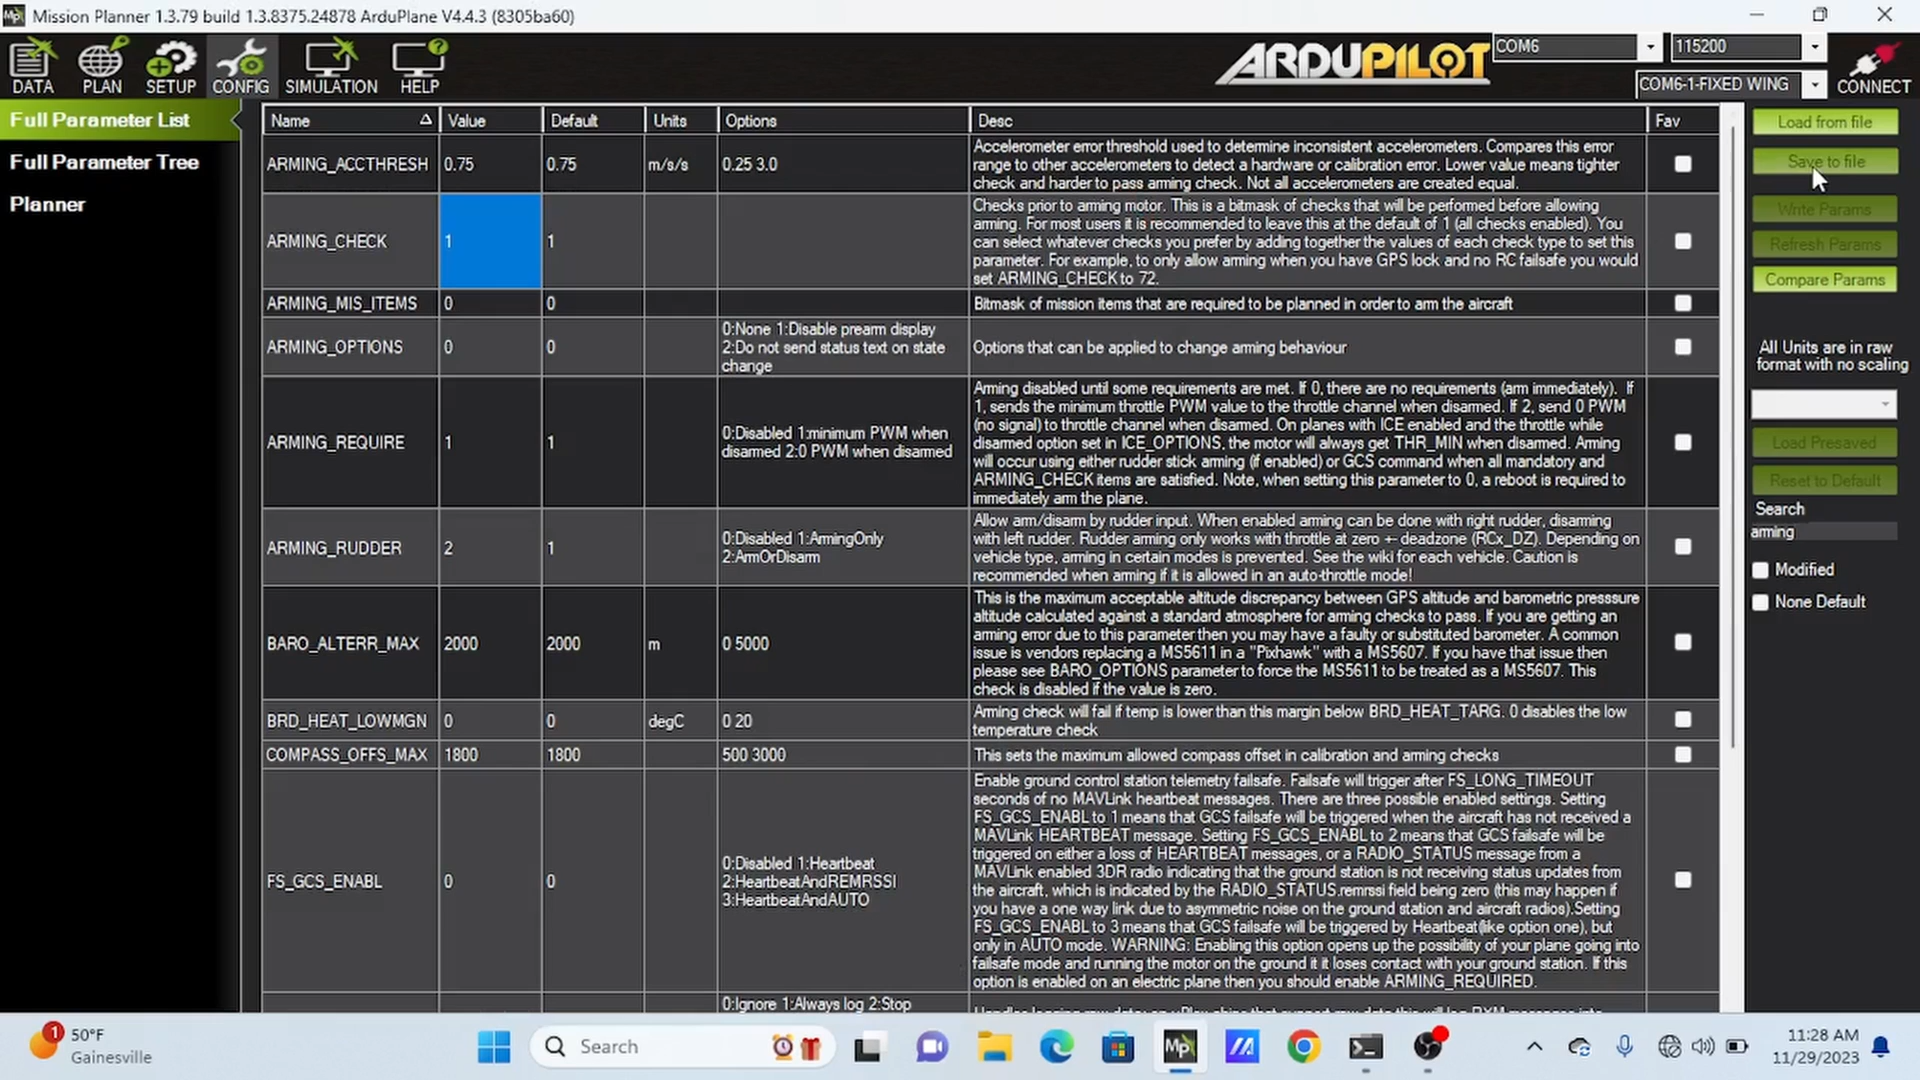 Mp Mission Planner 1.3.79 build 1.3.8375.24878 ArduPlane V4.4.3 (8305ba60)
DATA PLAN SETUP CONFIG SIMULATION HELP
ARDUPILOT
COM6 115200
COM6-1-FIXED WING CONNECT
Full Parameter List
Full Parameter Tree
Planner
Name Value Default Units Options Desc Fav
ARMING_ACCTHRESH 0.75 0.75 m/s/s 0.25 3.0
Accelerometer error threshold used to determine inconsistent accelerometers. Compares this error
range to other accelerometers to detect a hardware or calibration error. Lower value means tighter
check and harder to pass arming check. Not all accelerometers are created equal.
ARMING_CHECK 1 1
Checks prior to arming motor. This is a bitmask of checks that will be performed before allowing
arming. For most users it is recommended to leave this at the default of 1 (all checks enabled). You
can select whatever checks you prefer by adding together the values of each check type to set this
parameter. For example, to only allow arming when you have GPS lock and no RC failsafe you would
set ARMING_CHECK to 72.
ARMING_MIS_ITEMS 0 0 Bitmask of mission items that are required to be planned in order to arm the aircraft
ARMING_OPTIONS 0 0
0:None 1:Disable prearm display
2:Do not send status text on state
change
Options that can be applied to change arming behaviour
ARMING_REQUIRE 1 1
0:Disabled 1:minimum PWM when
disarmed 2:0 PWM when disarmed
Arming disabled until some requirements are met. If 0, there are no requirements (arm immediately). If
1, sends the minimum throttle PWM value to the throttle channel when disarmed. If 2, send 0 PWM
(no signal) to throttle channel when disarmed. On planes with ICE enabled and the throttle while
disarmed option set in ICE_OPTIONS, the motor will always get THR_MIN when disarmed. Arming
will occur using either rudder stick arming (if enabled) or GCS command when all mandatory and
ARMING_CHECK items are satisfied. Note, when setting this parameter to 0, a reboot is required to
immediately arm the plane.
ARMING_RUDDER 2 1
0:Disabled 1:ArmingOnly
2:ArmOrDisarm
Allow arm/disarm by rudder input. When enabled arming can be done with right rudder, disarming
with left rudder. Rudder arming only works with throttle at zero +- deadzone (RCx_DZ). Depending on
vehicle type, arming in certain modes is prevented. See the wiki for each vehicle. Caution is
recommended when arming if it is allowed in an auto-throttle mode!
BARO_ALTERR_MAX 2000 2000 m 0 5000
This is the maximum acceptable altitude discrepancy between GPS altitude and barometric presssure
altitude calculated against a standard atmosphere for arming checks to pass. If you are getting an
arming error due to this parameter then you may have a faulty or substituted barometer. A common
issue is vendors replacing a MS5611 in a "Pixhawk" with a MS5607. If you have that issue then
please see BARO_OPTIONS parameter to force the MS5611 to be treated as a MS5607. This
check is disabled if the value is zero.
BRD_HEAT_LOWMGN 0 0 degC 0 20
Arming check will fail if temp is lower than this margin below BRD_HEAT_TARG. 0 disables the low
temperature check
COMPASS_OFFS_MAX 1800 1800 500 3000 This sets the maximum allowed compass offset in calibration and arming checks
FS_GCS_ENABL 0 0
0:Disabled 1:Heartbeat
2:HeartbeatAndREMRSSI
3:HeartbeatAndAUTO
Enable ground control station telemetry failsafe. Failsafe will trigger after FS_LONG_TIMEOUT
seconds of no MAVLink heartbeat messages. There are three possible enabled settings. Setting
FS_GCS_ENABL to 1 means that GCS failsafe will be triggered when the aircraft has not received a
MAVLink HEARTBEAT message. Setting FS_GCS_ENABL to 2 means that GCS failsafe will be
triggered on either a loss of HEARTBEAT messages, or a RADIO_STATUS message from a
MAVLink enabled 3DR radio indicating that the ground station is not receiving status updates from
the aircraft, which is indicated by the RADIO_STATUS.remrssi field being zero (this may happen if
you have a one way link due to asymmetric noise on the ground station and aircraft radios).Setting
FS_GCS_ENABL to 3 means that GCS failsafe will be triggered by Heartbeat(like option one), but
only in AUTO mode. WARNING: Enabling this option opens up the possibility of your plane going into
failsafe mode and running the motor on the ground it it loses contact with your ground station. If this
option is enabled on an electric plane then you should enable ARMING_REQUIRED.
0:Ignore 1:Always log 2:Stop
Load from file
Save to file
Write Params
Refresh Params
Compare Params
All Units are in raw
format with no scaling
Load Presaved
Reset to Default
Search
arming
Modified
None Default
1 50°F
Gainesville
Search
Mp
11:28 AM
11/29/2023